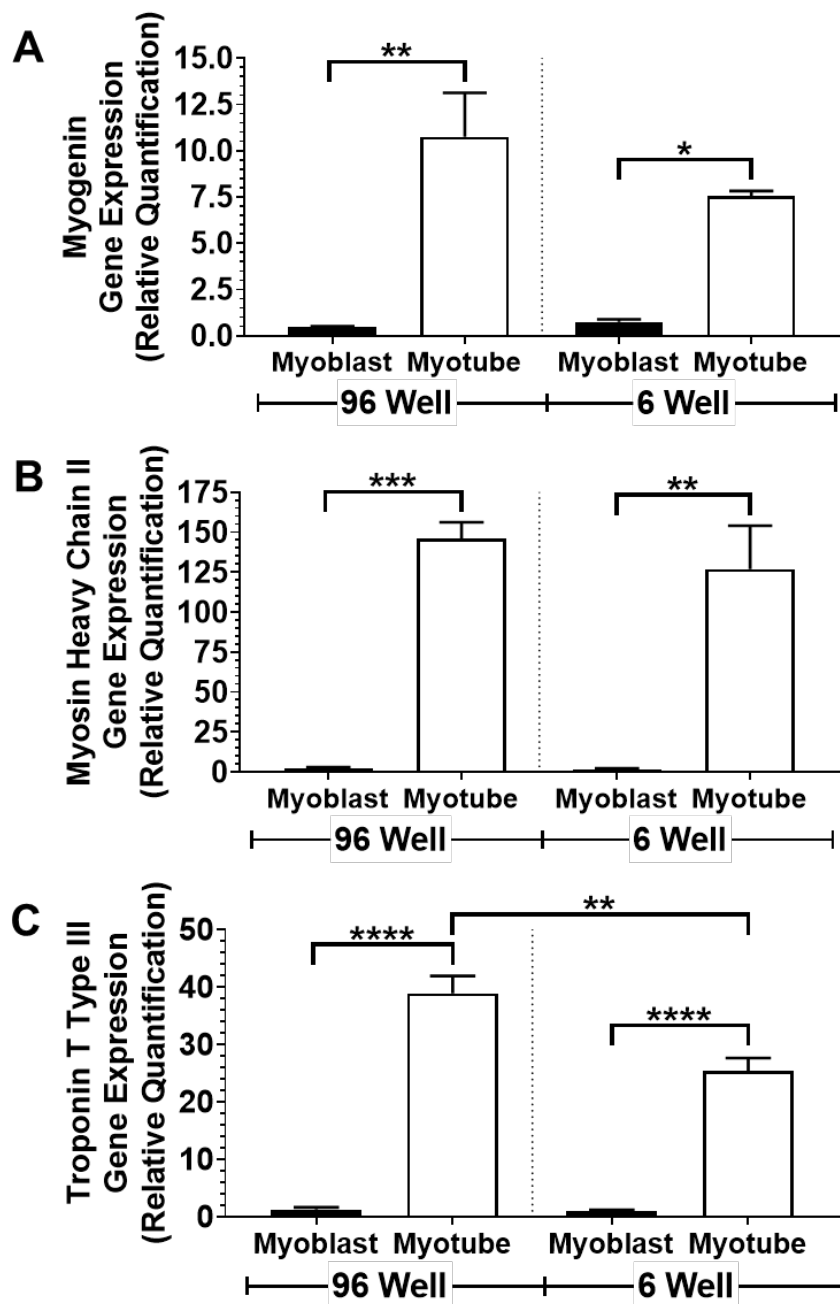 A
Myogenin
Gene Expression
(Relative Quantification)
15.0
12.5
10.0
7.5
5.0
2.5
0.0
**
*
Myoblast Myotube Myoblast Myotube
96 Well 6 Well
B
Myosin Heavy Chain II
Gene Expression
(Relative Quantification)
175
150
125
100
75
50
25
0
***
**
Myoblast Myotube Myoblast Myotube
96 Well 6 Well
C
Troponin T Type III
Gene Expression
(Relative Quantification)
50
40
30
20
10
0
**
****
****
Myoblast Myotube Myoblast Myotube
96 Well 6 Well